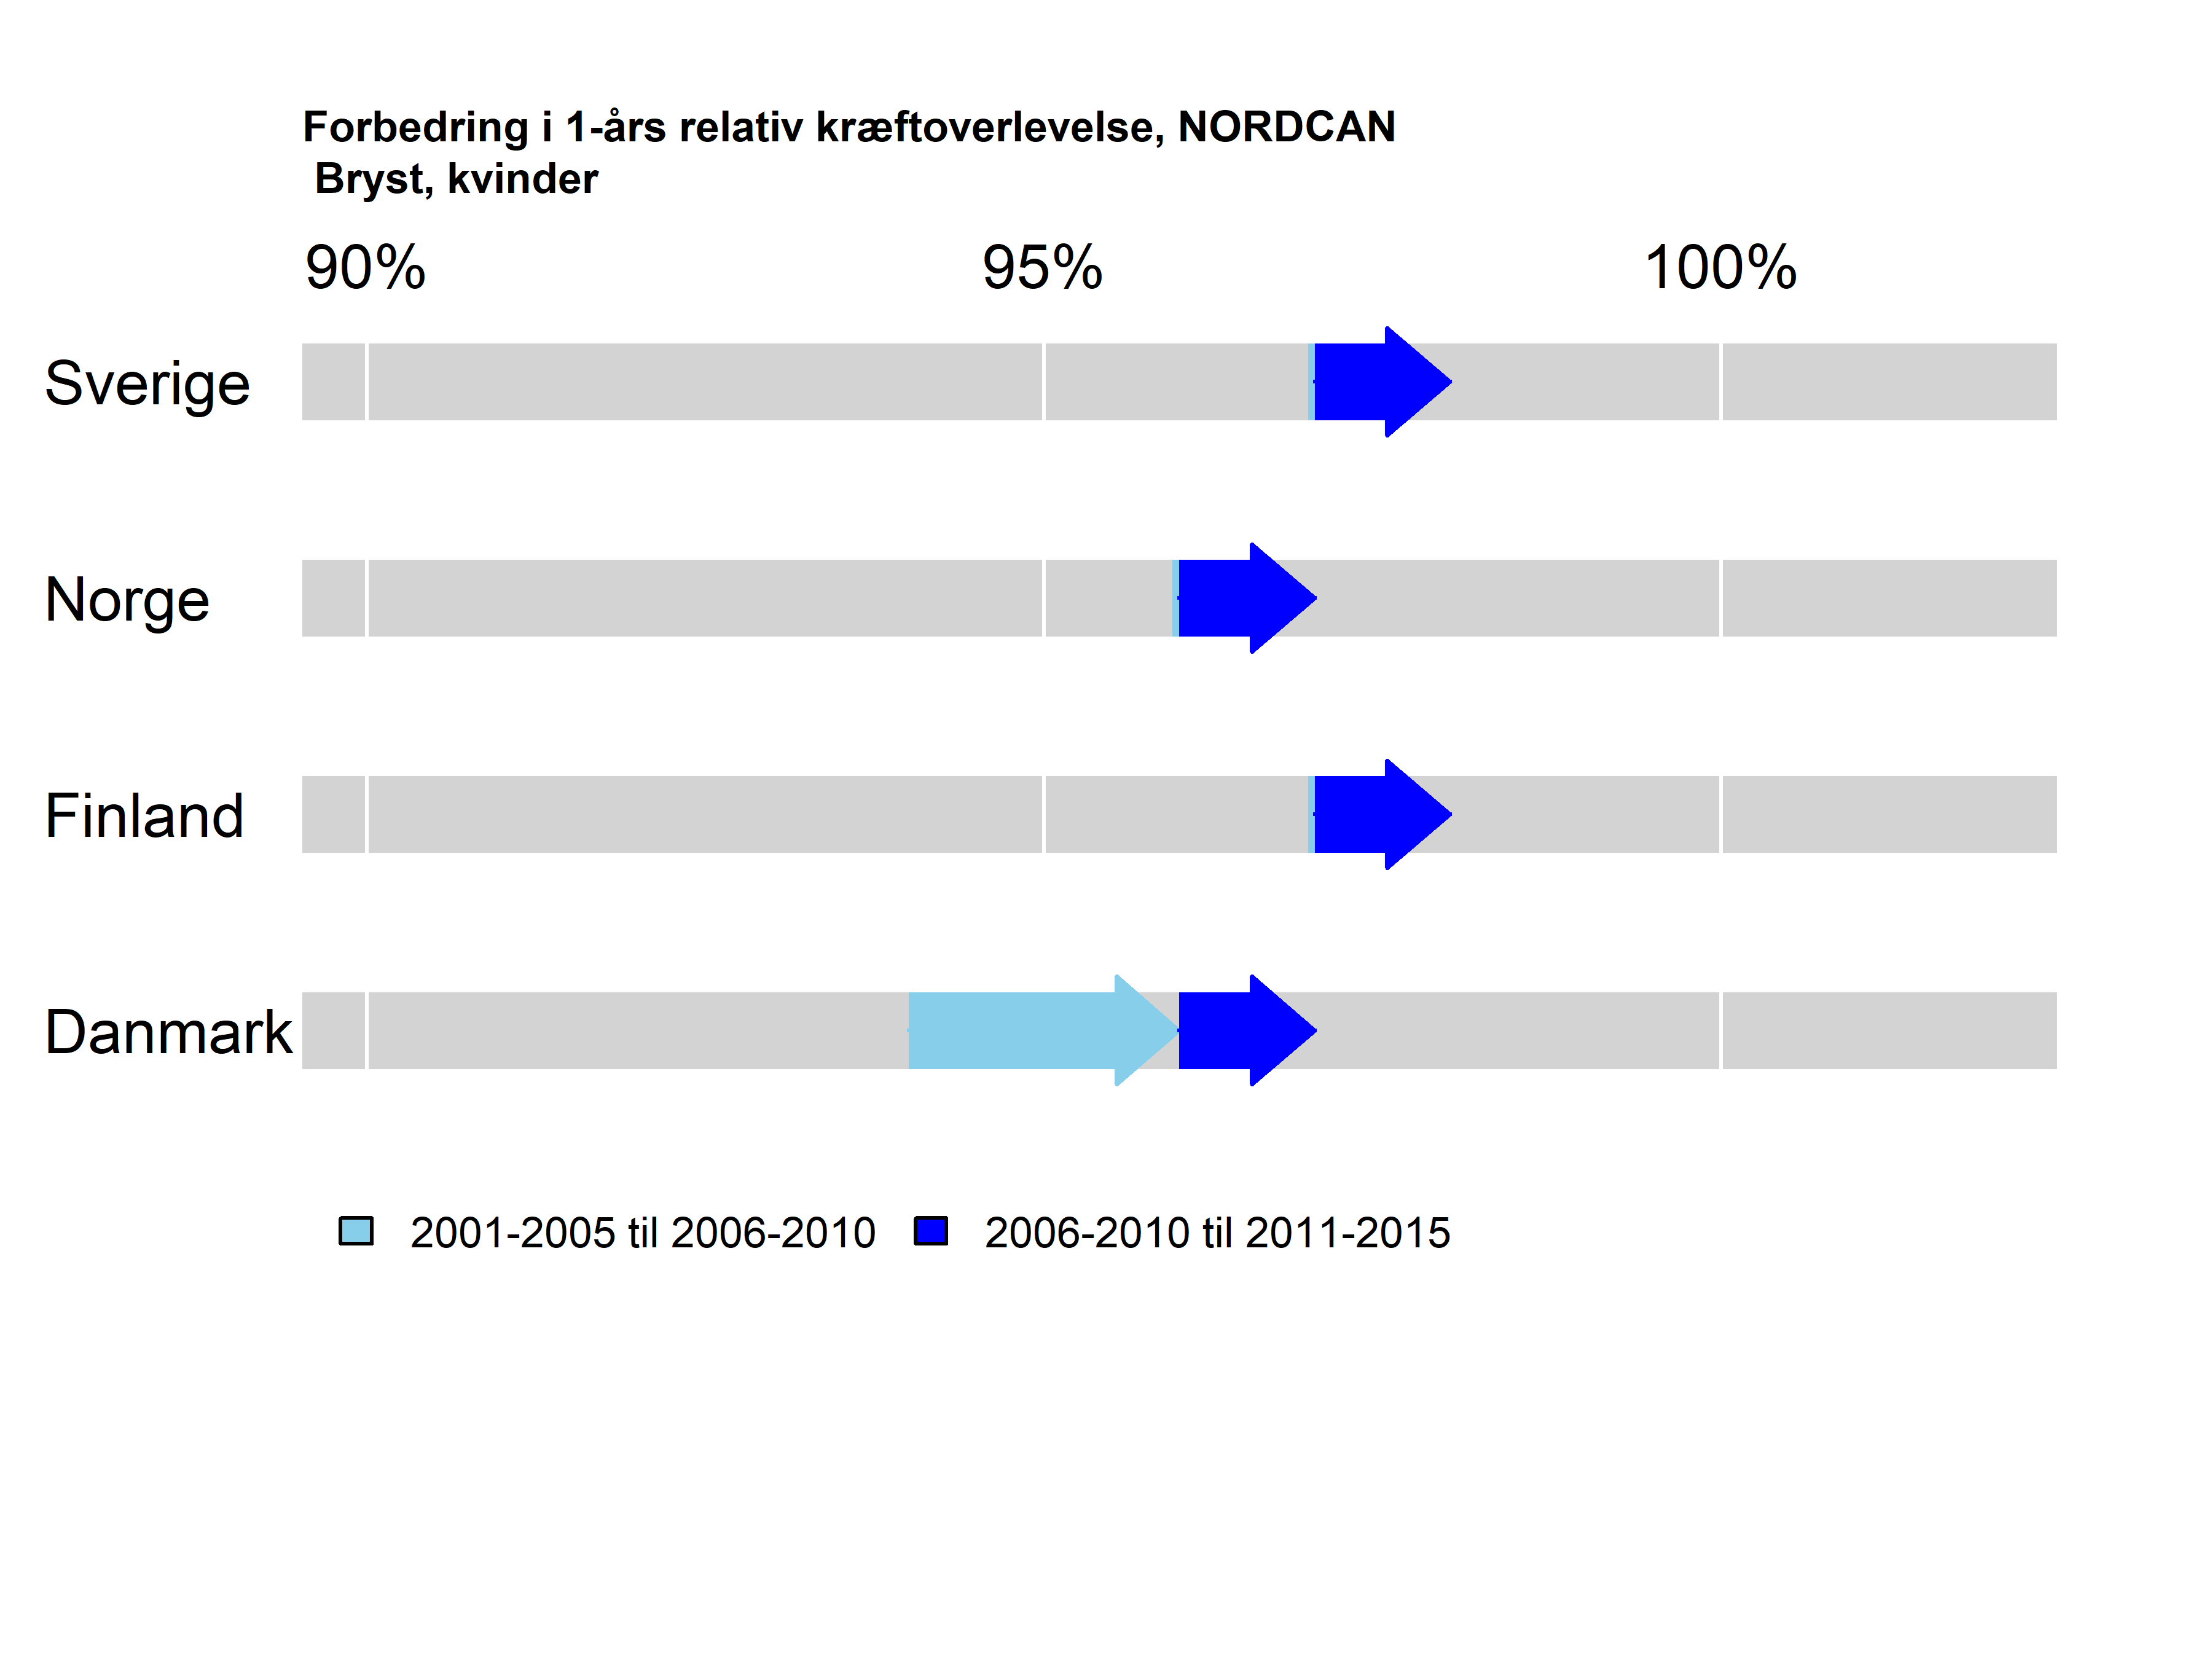 Forbedring i 1-års relativ kræftoverlevelse, NORDCAN
Bryst, kvinder
90% 95% 100%
Sverige
Norge
Finland
Danmark
2001-2005 til 2006-2010 2006-2010 til 2011-2015